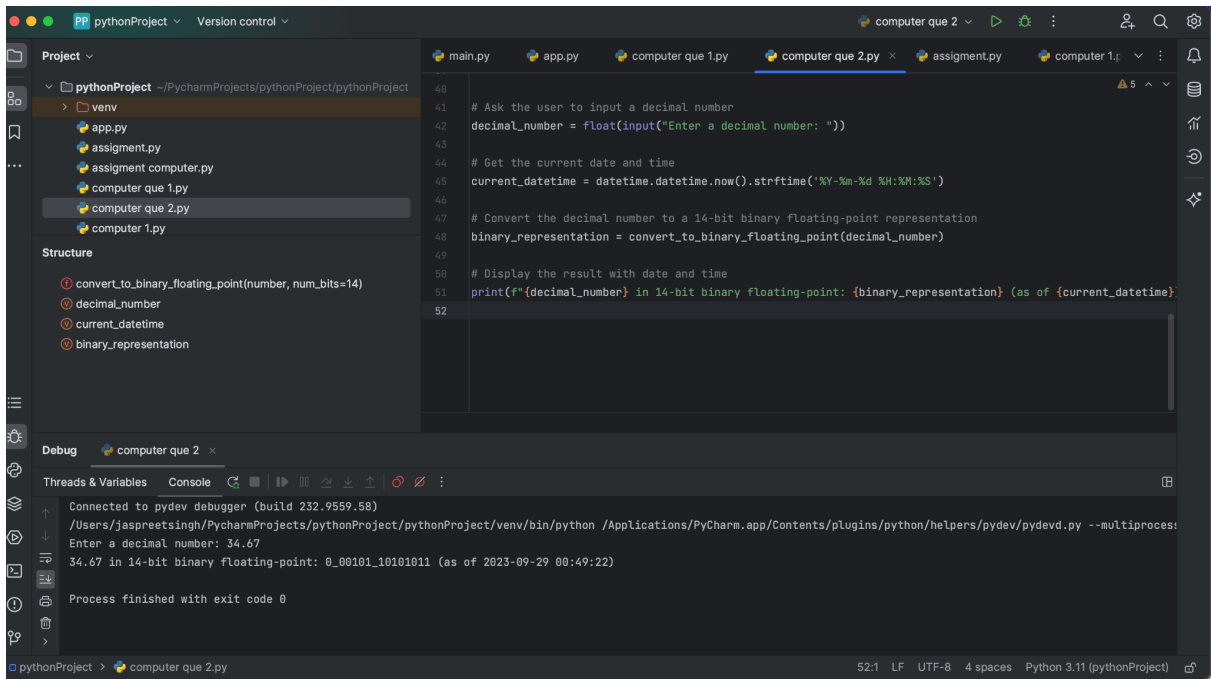 PP pythonProject Version control computer que 2
Project
pythonProject ~/PycharmProjects/pythonProject/pythonProject
venv
app.py
assigment.py
assigment computer.py
computer que 1.py
computer que 2.py
computer 1.py
Structure
f convert_to_binary_floating_point(number, num_bits=14)
v decimal_number
v current_datetime
v binary_representation
main.py app.py computer que 1.py computer que 2.py assigment.py computer 1.p
5
40
41 # Ask the user to input a decimal number
42 decimal_number = float(input("Enter a decimal number: "))
43
44 # Get the current date and time
45 current_datetime = datetime.datetime.now().strftime('%Y-%m-%d %H:%M:%S')
46
47 # Convert the decimal number to a 14-bit binary floating-point representation
48 binary_representation = convert_to_binary_floating_point(decimal_number)
49
50 # Display the result with date and time
51 print(f"{decimal_number} in 14-bit binary floating-point: {binary_representation} (as of {current_datetime}
52
Debug computer que 2
Threads & Variables Console
Connected to pydev debugger (build 232.9559.58)
/Users/jaspreetsingh/PycharmProjects/pythonProject/pythonProject/venv/bin/python /Applications/PyCharm.app/Contents/plugins/python/helpers/pydev/pydevd.py --multiprocess
Enter a decimal number: 34.67
34.67 in 14-bit binary floating-point: 0_00101_10101011 (as of 2023-09-29 00:49:22)
Process finished with exit code 0
pythonProject > computer que 2.py 52:1 LF UTF-8 4 spaces Python 3.11 (pythonProject)